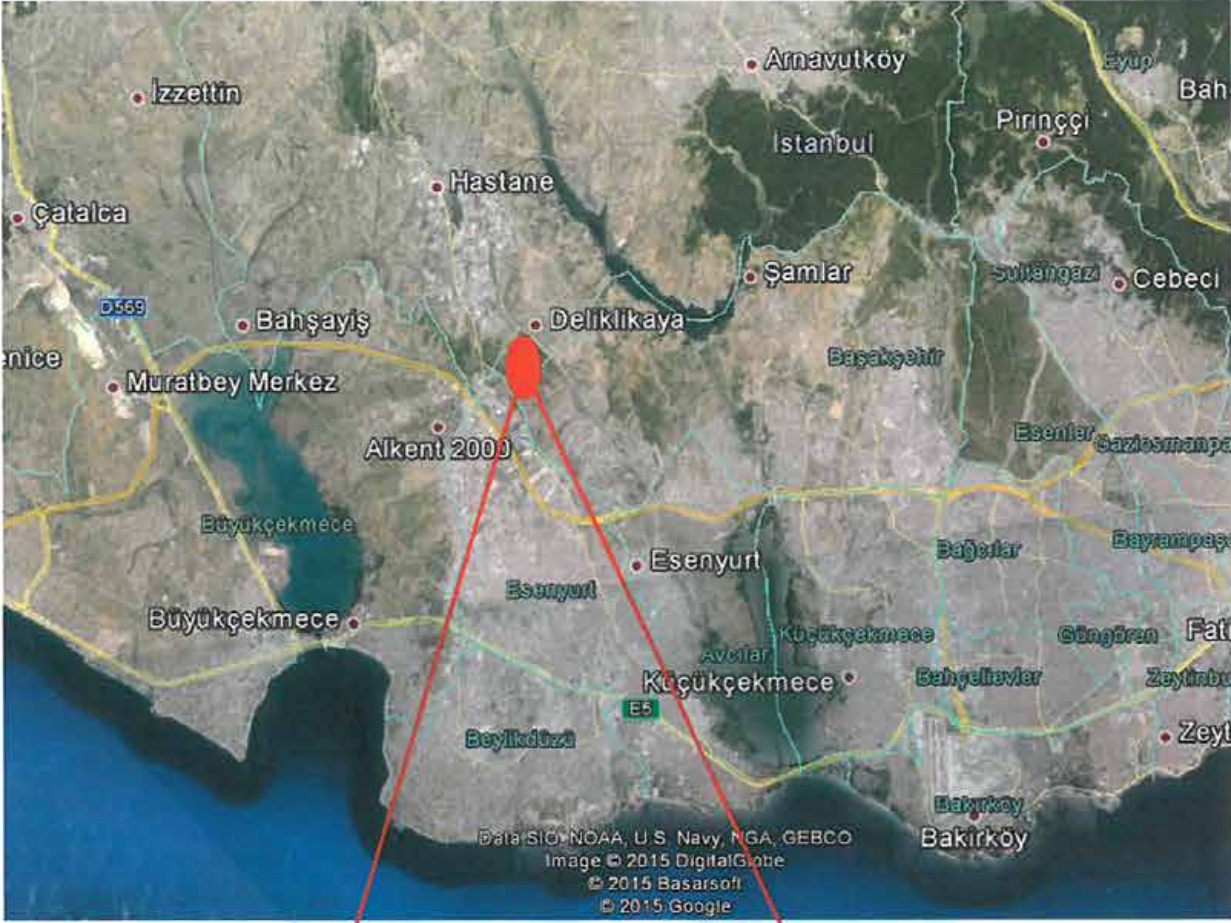 Arnavutköy
Eyüp
İzzettin
Bah
Pirinççi
Istanbul
Hastane
Çatalca
Şamlar
Sultangazi
Cebeci
D569
Bahşayiş
Deliklikaya
enice
Muratbey Merkez
Başakşehir
Alkent 2000
Esenler
Gaziosmanpa
Büyükçekmece
Bağcılar
Bayrampaşa
Esenyurt
Esenyurt
Büyükçekmece
Küçükçekmece
Güngören
Fati
Avcılar
Küçükçekmece
Bahçelievler
Zeytinbu
E5
Beylikdüzü
Zeyt
Bakırköy
Data SIO, NOAA, U.S. Navy, NGA, GEBCO
Bakırköy
Image © 2015 DigitalGlobe
© 2015 Basarsoft
© 2015 Google